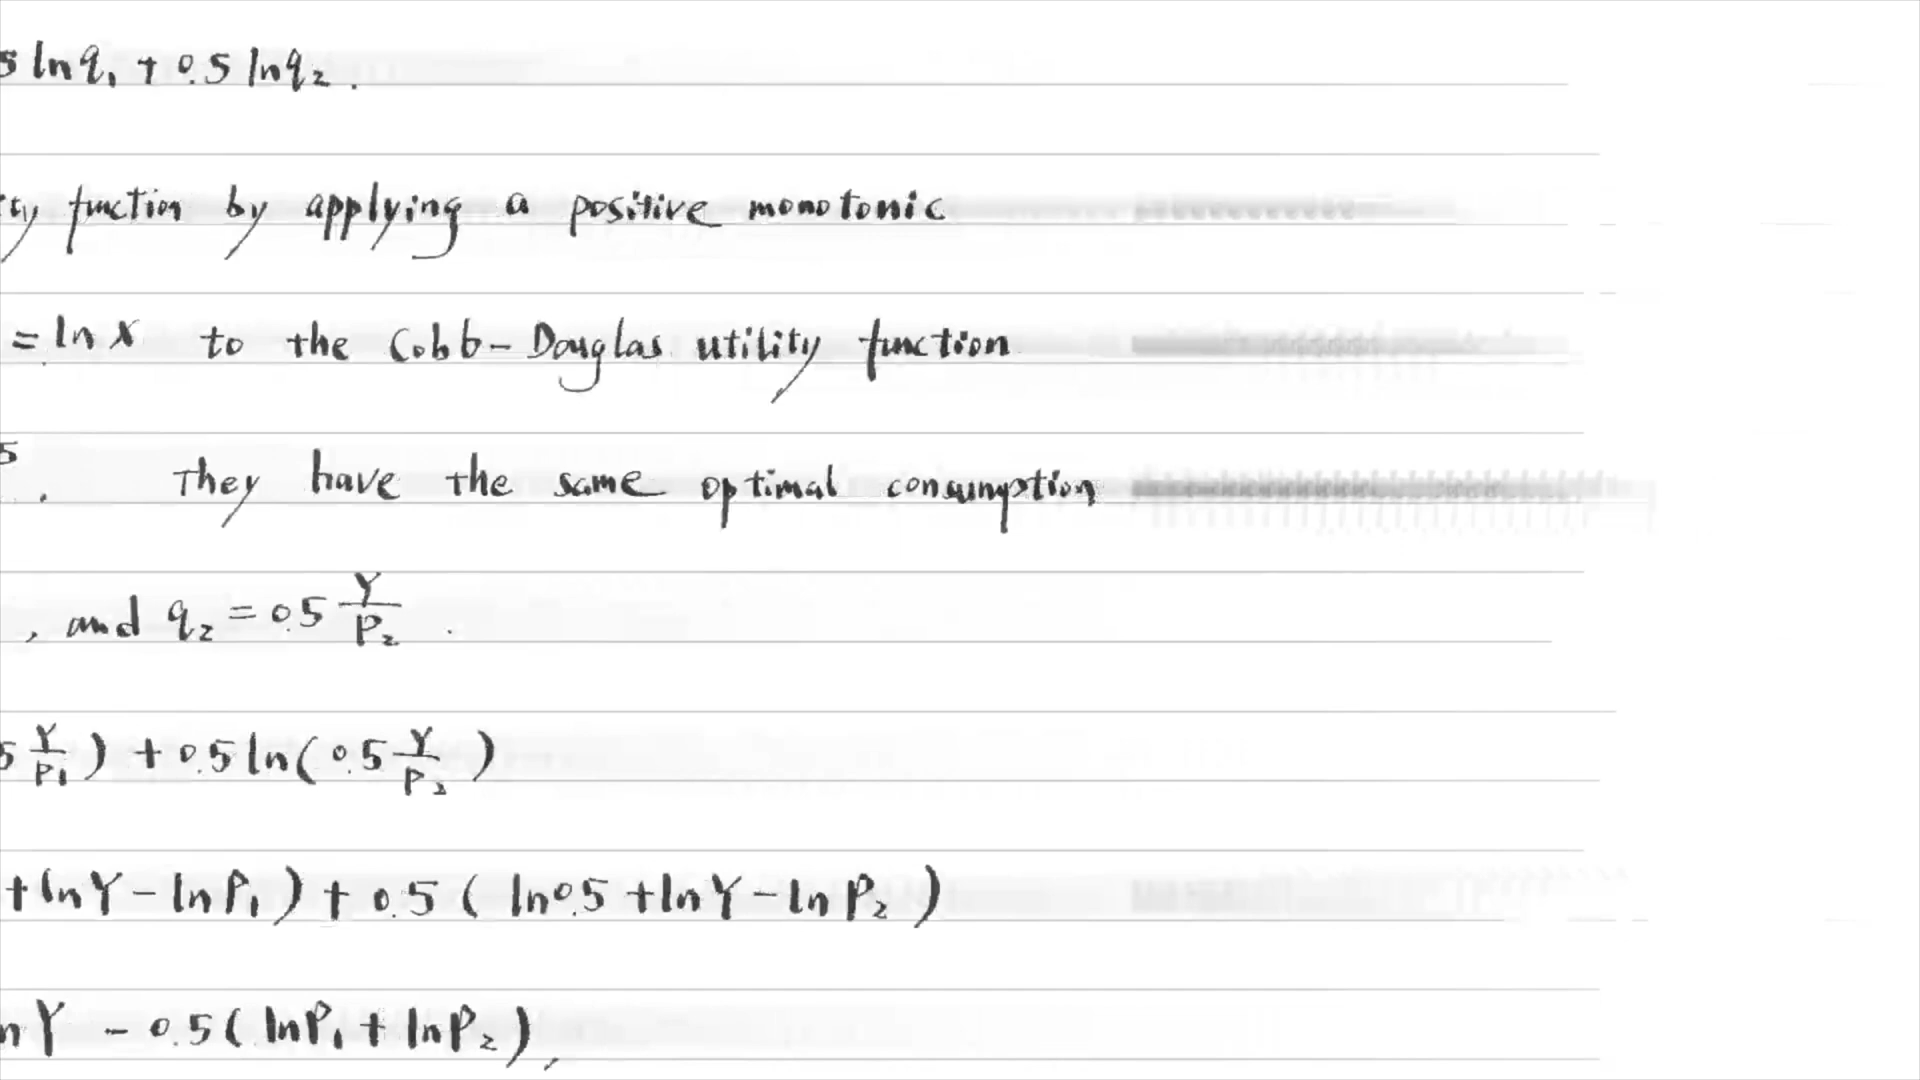 5 ln q₁ + 0.5 ln q₂.
ity function by applying a positive monotonic
= ln x to the Cobb-Douglas utility function
5. They have the same optimal consumption
, and q₂ = 0.5 Y/P₂.
5 Y/P₁) + 0.5 ln(0.5 Y/P₂)
+ ln Y - ln P₁) + 0.5 ( ln 0.5 + ln Y - ln P₂ )
n Y - 0.5 ( ln P₁ + ln P₂ ),